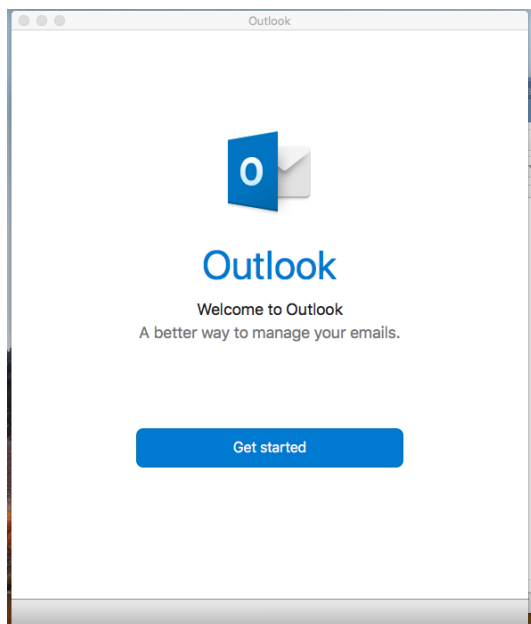 Outlook
O
Outlook
Welcome to Outlook
A better way to manage your emails.
Get started